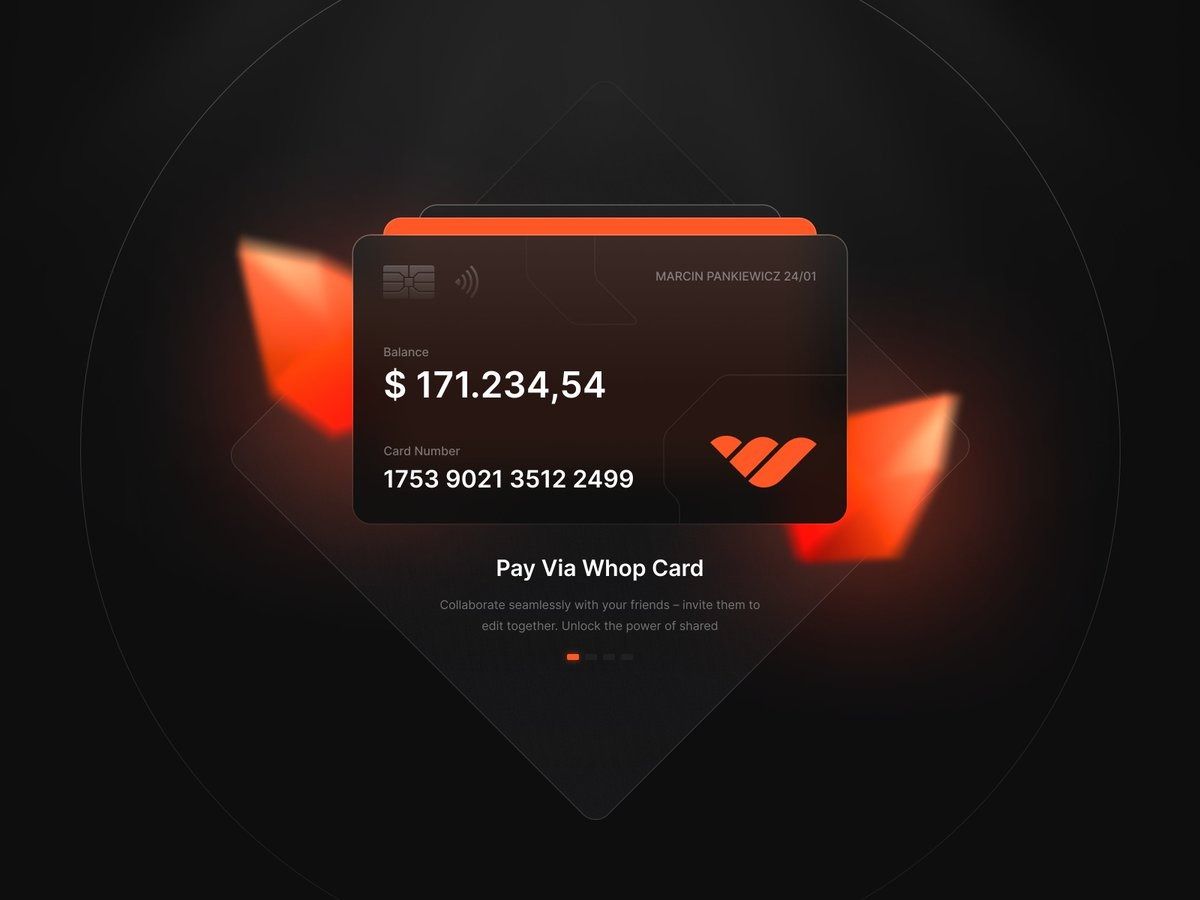 MARCIN PANKIEWICZ 24/01
Balance
$ 171.234,54
Card Number
1753 9021 3512 2499
Pay Via Whop Card
Collaborate seamlessly with your friends – invite them to
edit together. Unlock the power of shared